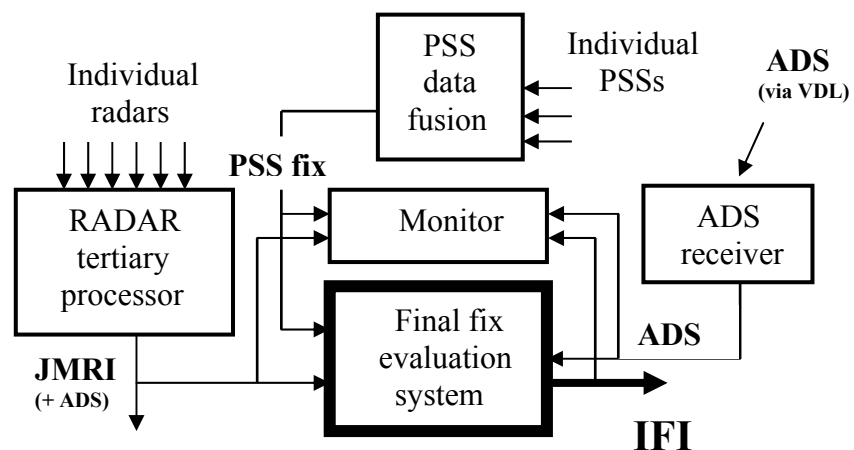 PSS
data
fusion
Individual
PSSs
ADS
(via VDL)
Individual
radars
PSS fix
RADAR
tertiary
processor
Monitor
ADS
receiver
Final fix
evaluation
system
ADS
JMRI
(+ ADS)
IFI